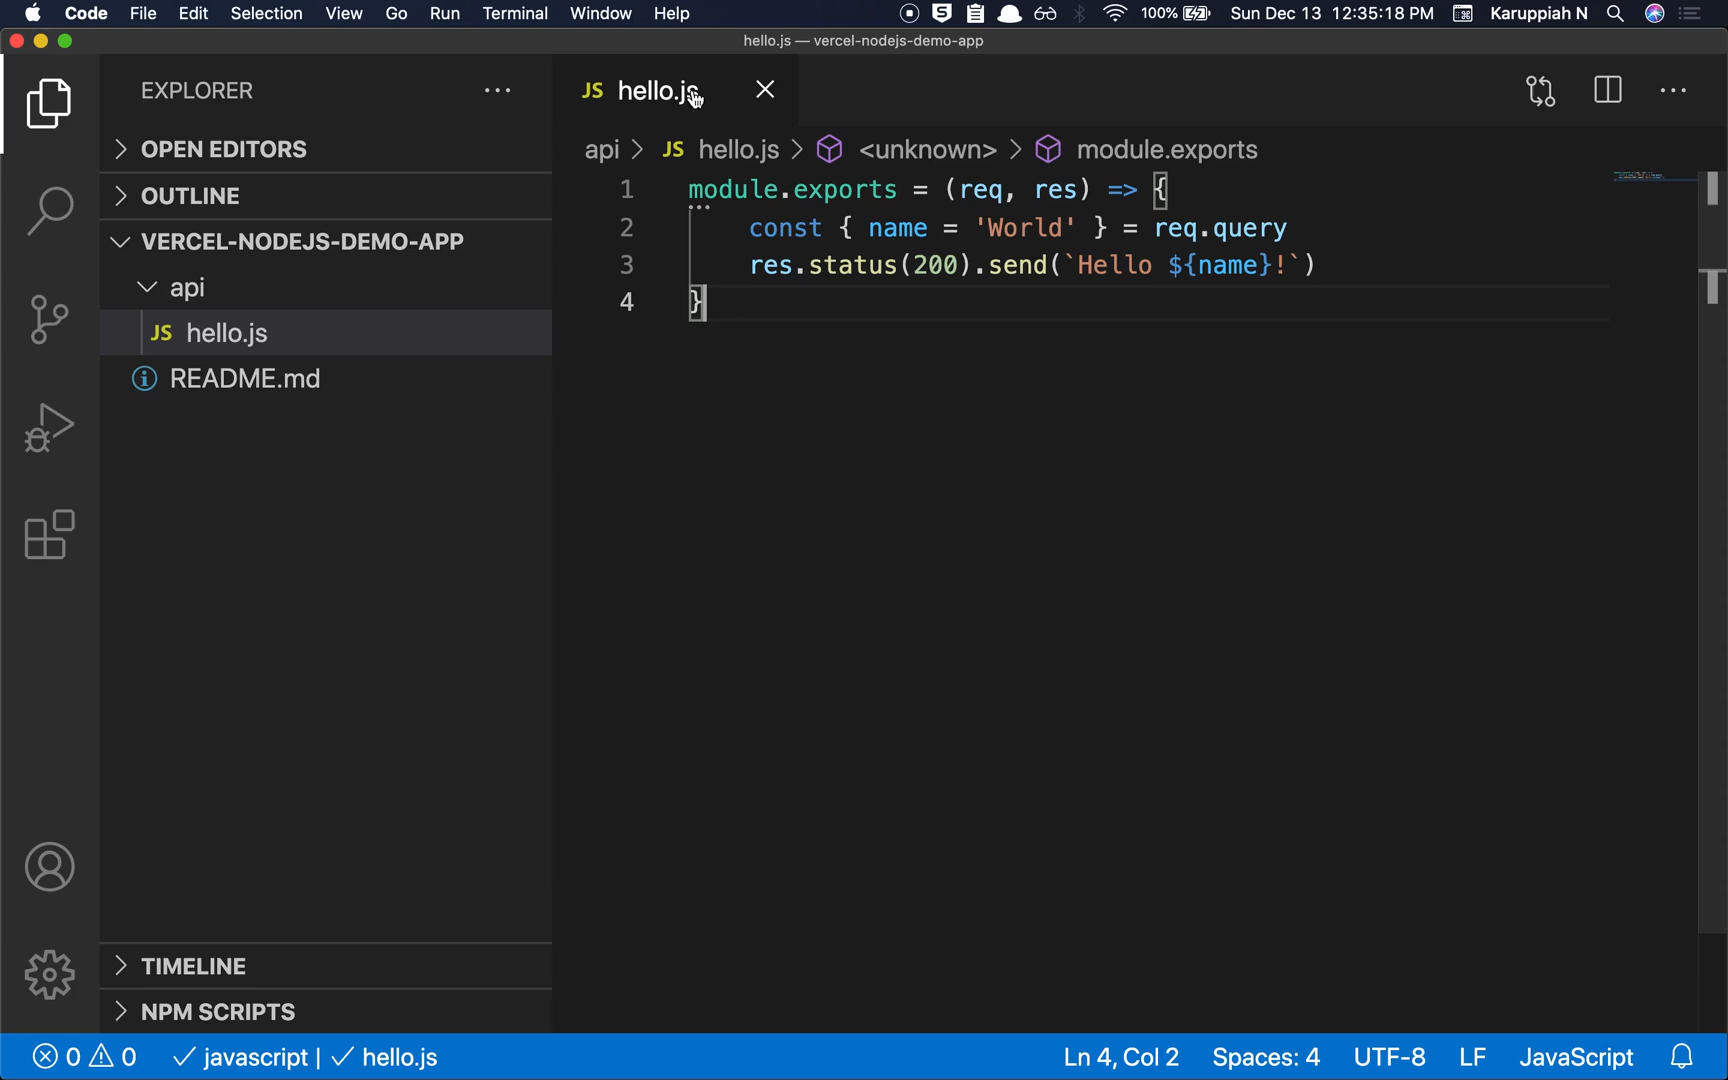 Code File Edit Selection View Go Run Terminal Window Help 100% Sun Dec 13 12:35:18 PM Karuppiah N
hello.js — vercel-nodejs-demo-app
EXPLORER
OPEN EDITORS
OUTLINE
VERCEL-NODEJS-DEMO-APP
api
JS hello.js
README.md
TIMELINE
NPM SCRIPTS
JS hello.js
api > JS hello.js > <unknown> > module.exports
1 module.exports = (req, res) => {
2 const { name = 'World' } = req.query
3 res.status(200).send(`Hello ${name}!`)
4 }
0 0 ✓ javascript | ✓ hello.js Ln 4, Col 2 Spaces: 4 UTF-8 LF JavaScript